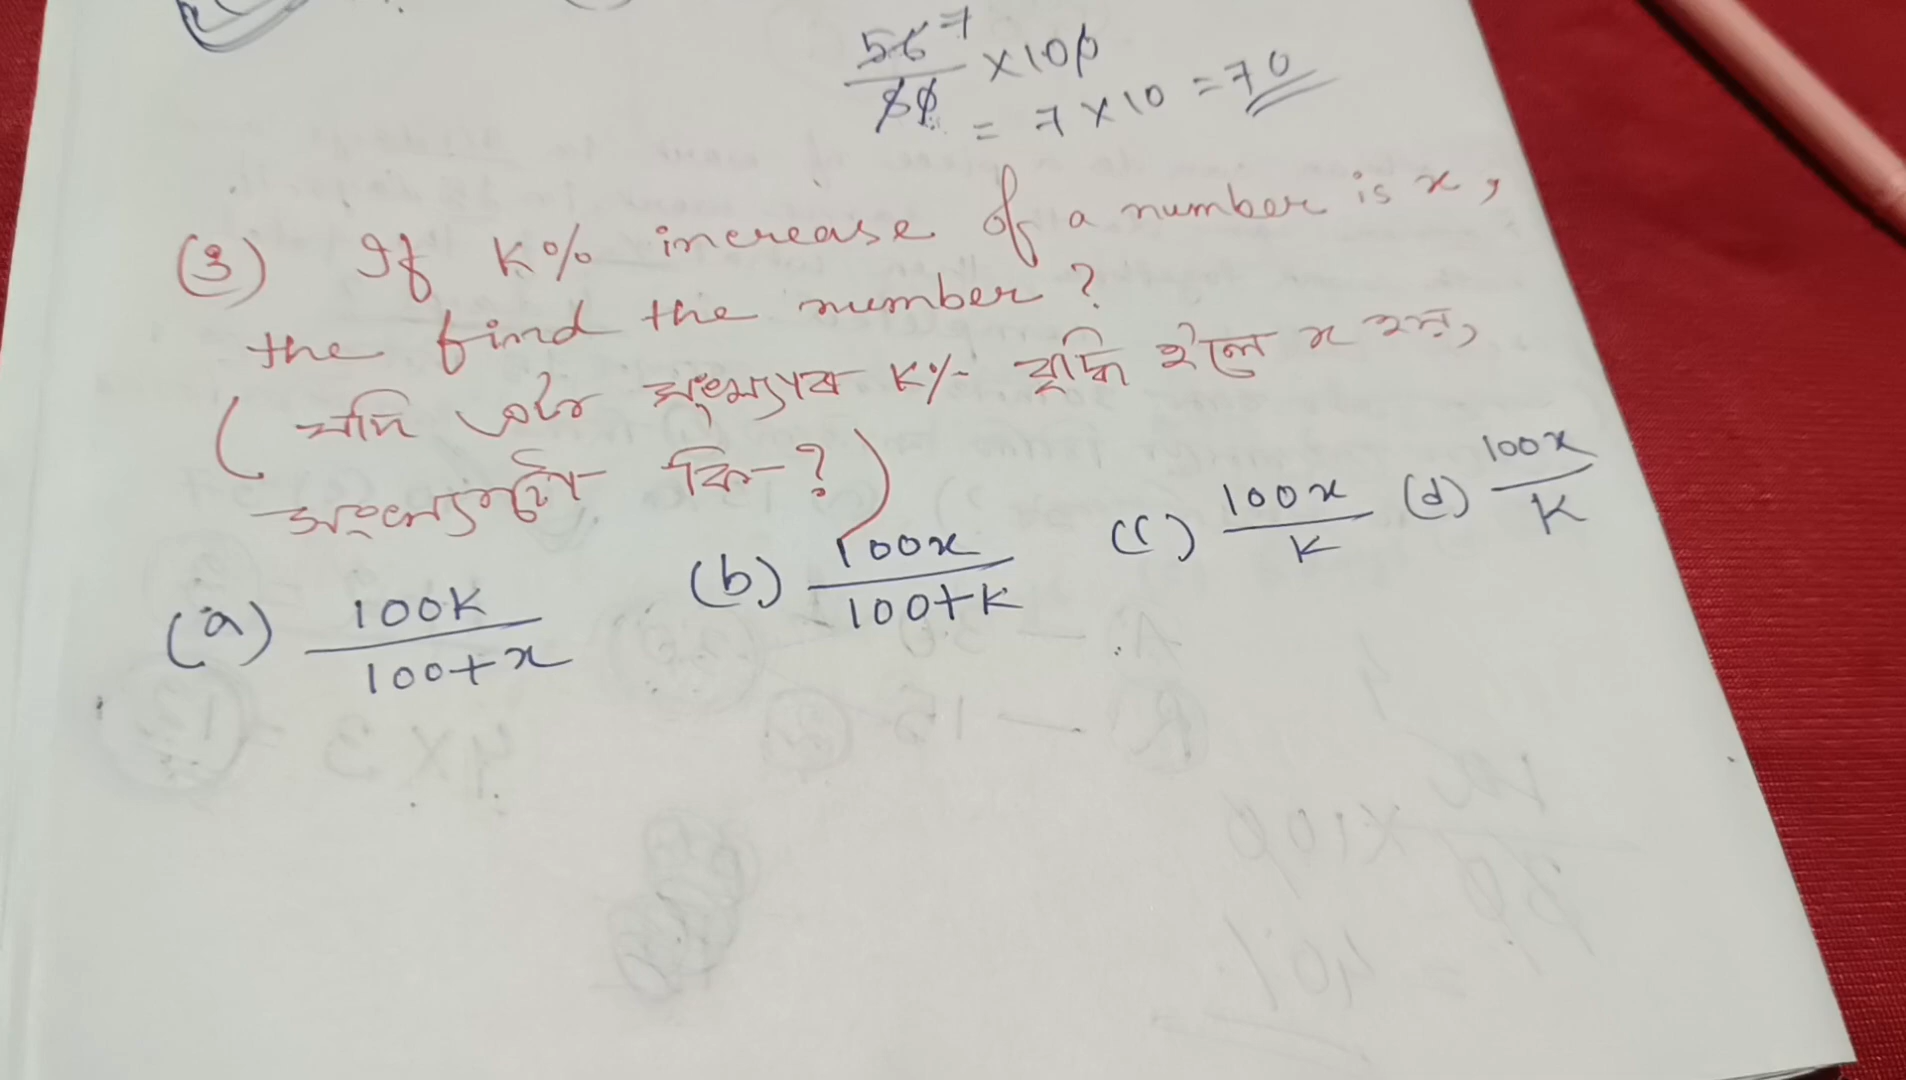 56 7
80 × 100
= 7 × 10 = 70
(3) If K% increase of a number is x,
the find the number?
( যদি এটা সংখ্যাৰ K% বৃদ্ধি হ'লে x হয়,
সংখ্যাটো কি-? )
(a) 100K / 100+x (b) 100x / 100+K (c) 100x / K (d) 100x / K